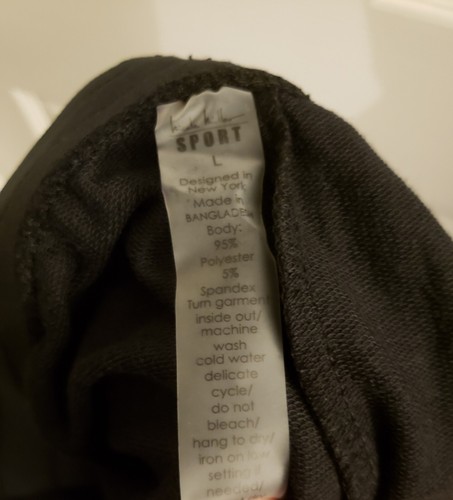 SPORT
L
Designed in
New York
Made in
BANGLADESH
Body:
95%
Polyester
5%
Spandex
Turn garment
inside out/
machine
wash
cold water
delicate
cycle/
do not
bleach/
hang to dry/
iron on low
setting if
needed/